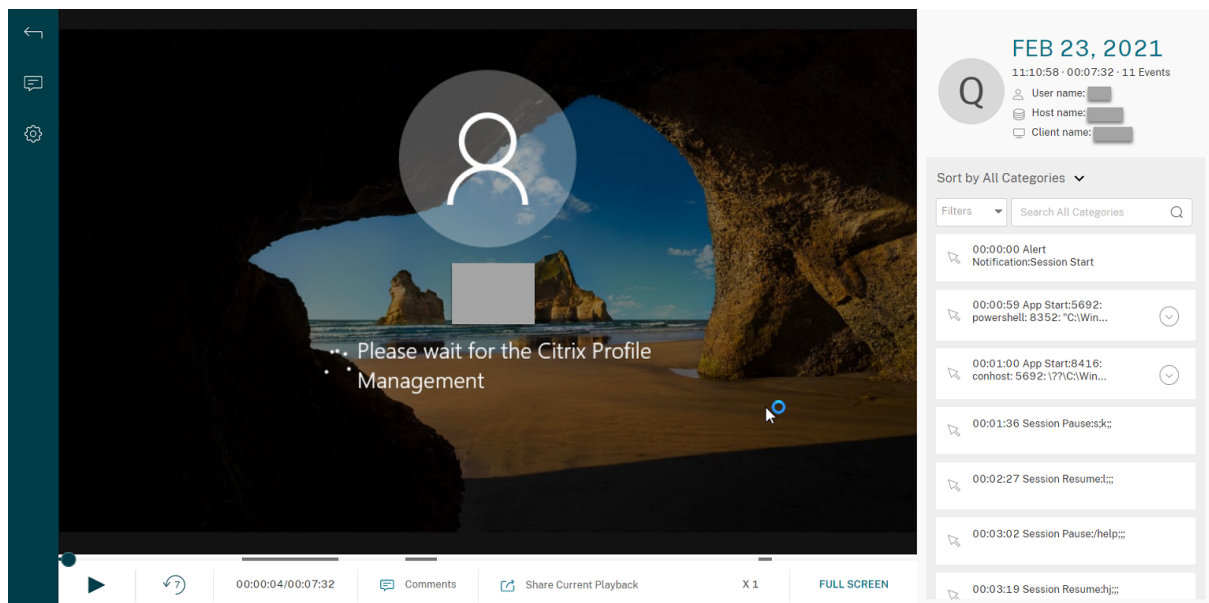 FEB 23, 2021
11:10:58 · 00:07:32 · 11 Events
Q
User name:
Host name:
Client name:
Please wait for the Citrix Profile
Management
Sort by All Categories
Filters
Search All Categories
00:00:00 Alert
Notification:Session Start
00:00:59 App Start:5692:
powershell: 8352: "C:\Win...
00:01:00 App Start:8416:
conhost: 5692: \??\C:\Win...
00:01:36 Session Pause:s;k;;
00:02:27 Session Resume:l;;;
00:03:02 Session Pause:/help;;;
00:03:19 Session Resume:hj;;;
7
00:00:04/00:07:32
Comments
Share Current Playback
X 1
FULL SCREEN